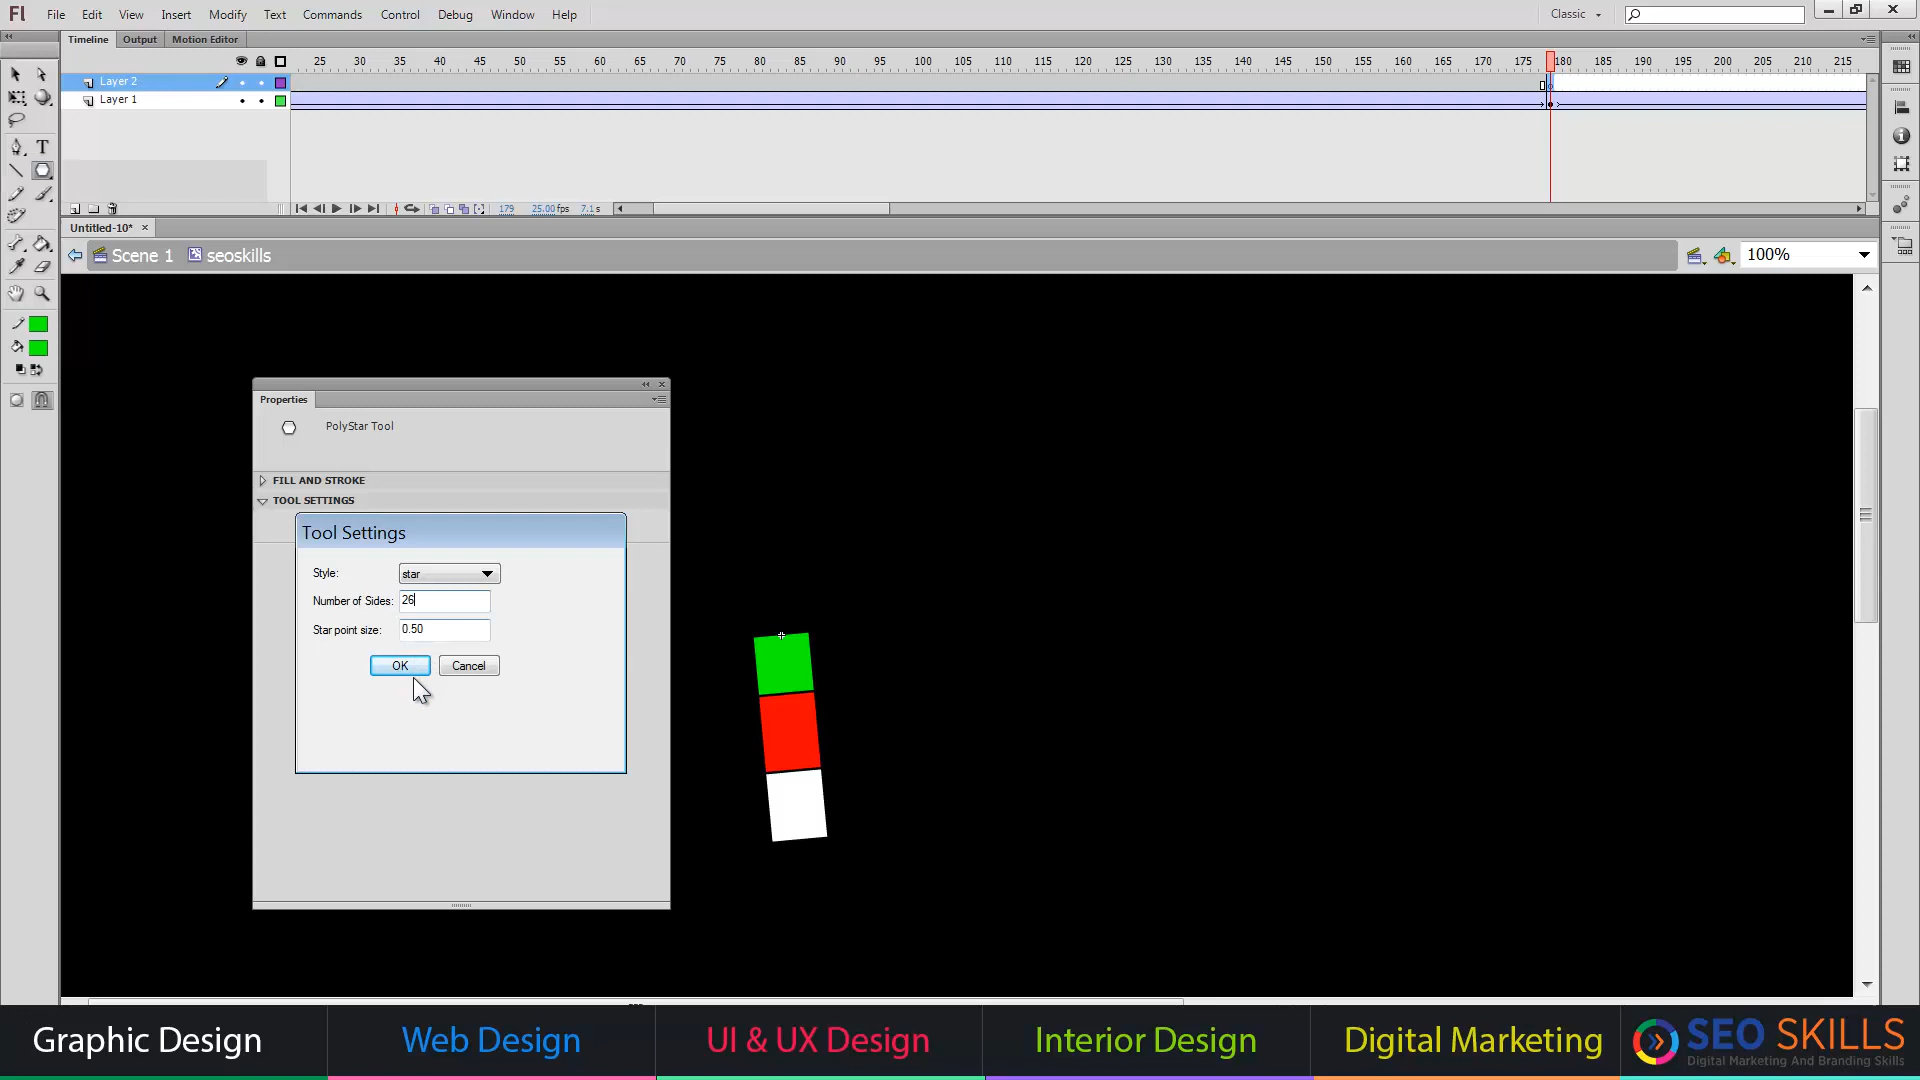 Fl File Edit View Insert Modify Text Commands Control Debug Window Help Classic
Timeline Output Motion Editor
25 30 35 40 45 50 55 60 65 70 75 80 85 90 95 100 105 110 115 120 125 130 135 140 145 150 155 160 165 170 175 180 185 190 195 200 205 210 215
Layer 2
Layer 1
179 25.00 fps 7.1 s
Untitled-10*
Scene 1 seoskills 100%
Properties
PolyStar Tool
FILL AND STROKE
TOOL SETTINGS
Tool Settings
Style: star
Number of Sides: 26
Star point size: 0.50
OK Cancel
Graphic Design Web Design UI & UX Design Interior Design Digital Marketing SEO SKILLS
Digital Marketing And Branding Skills